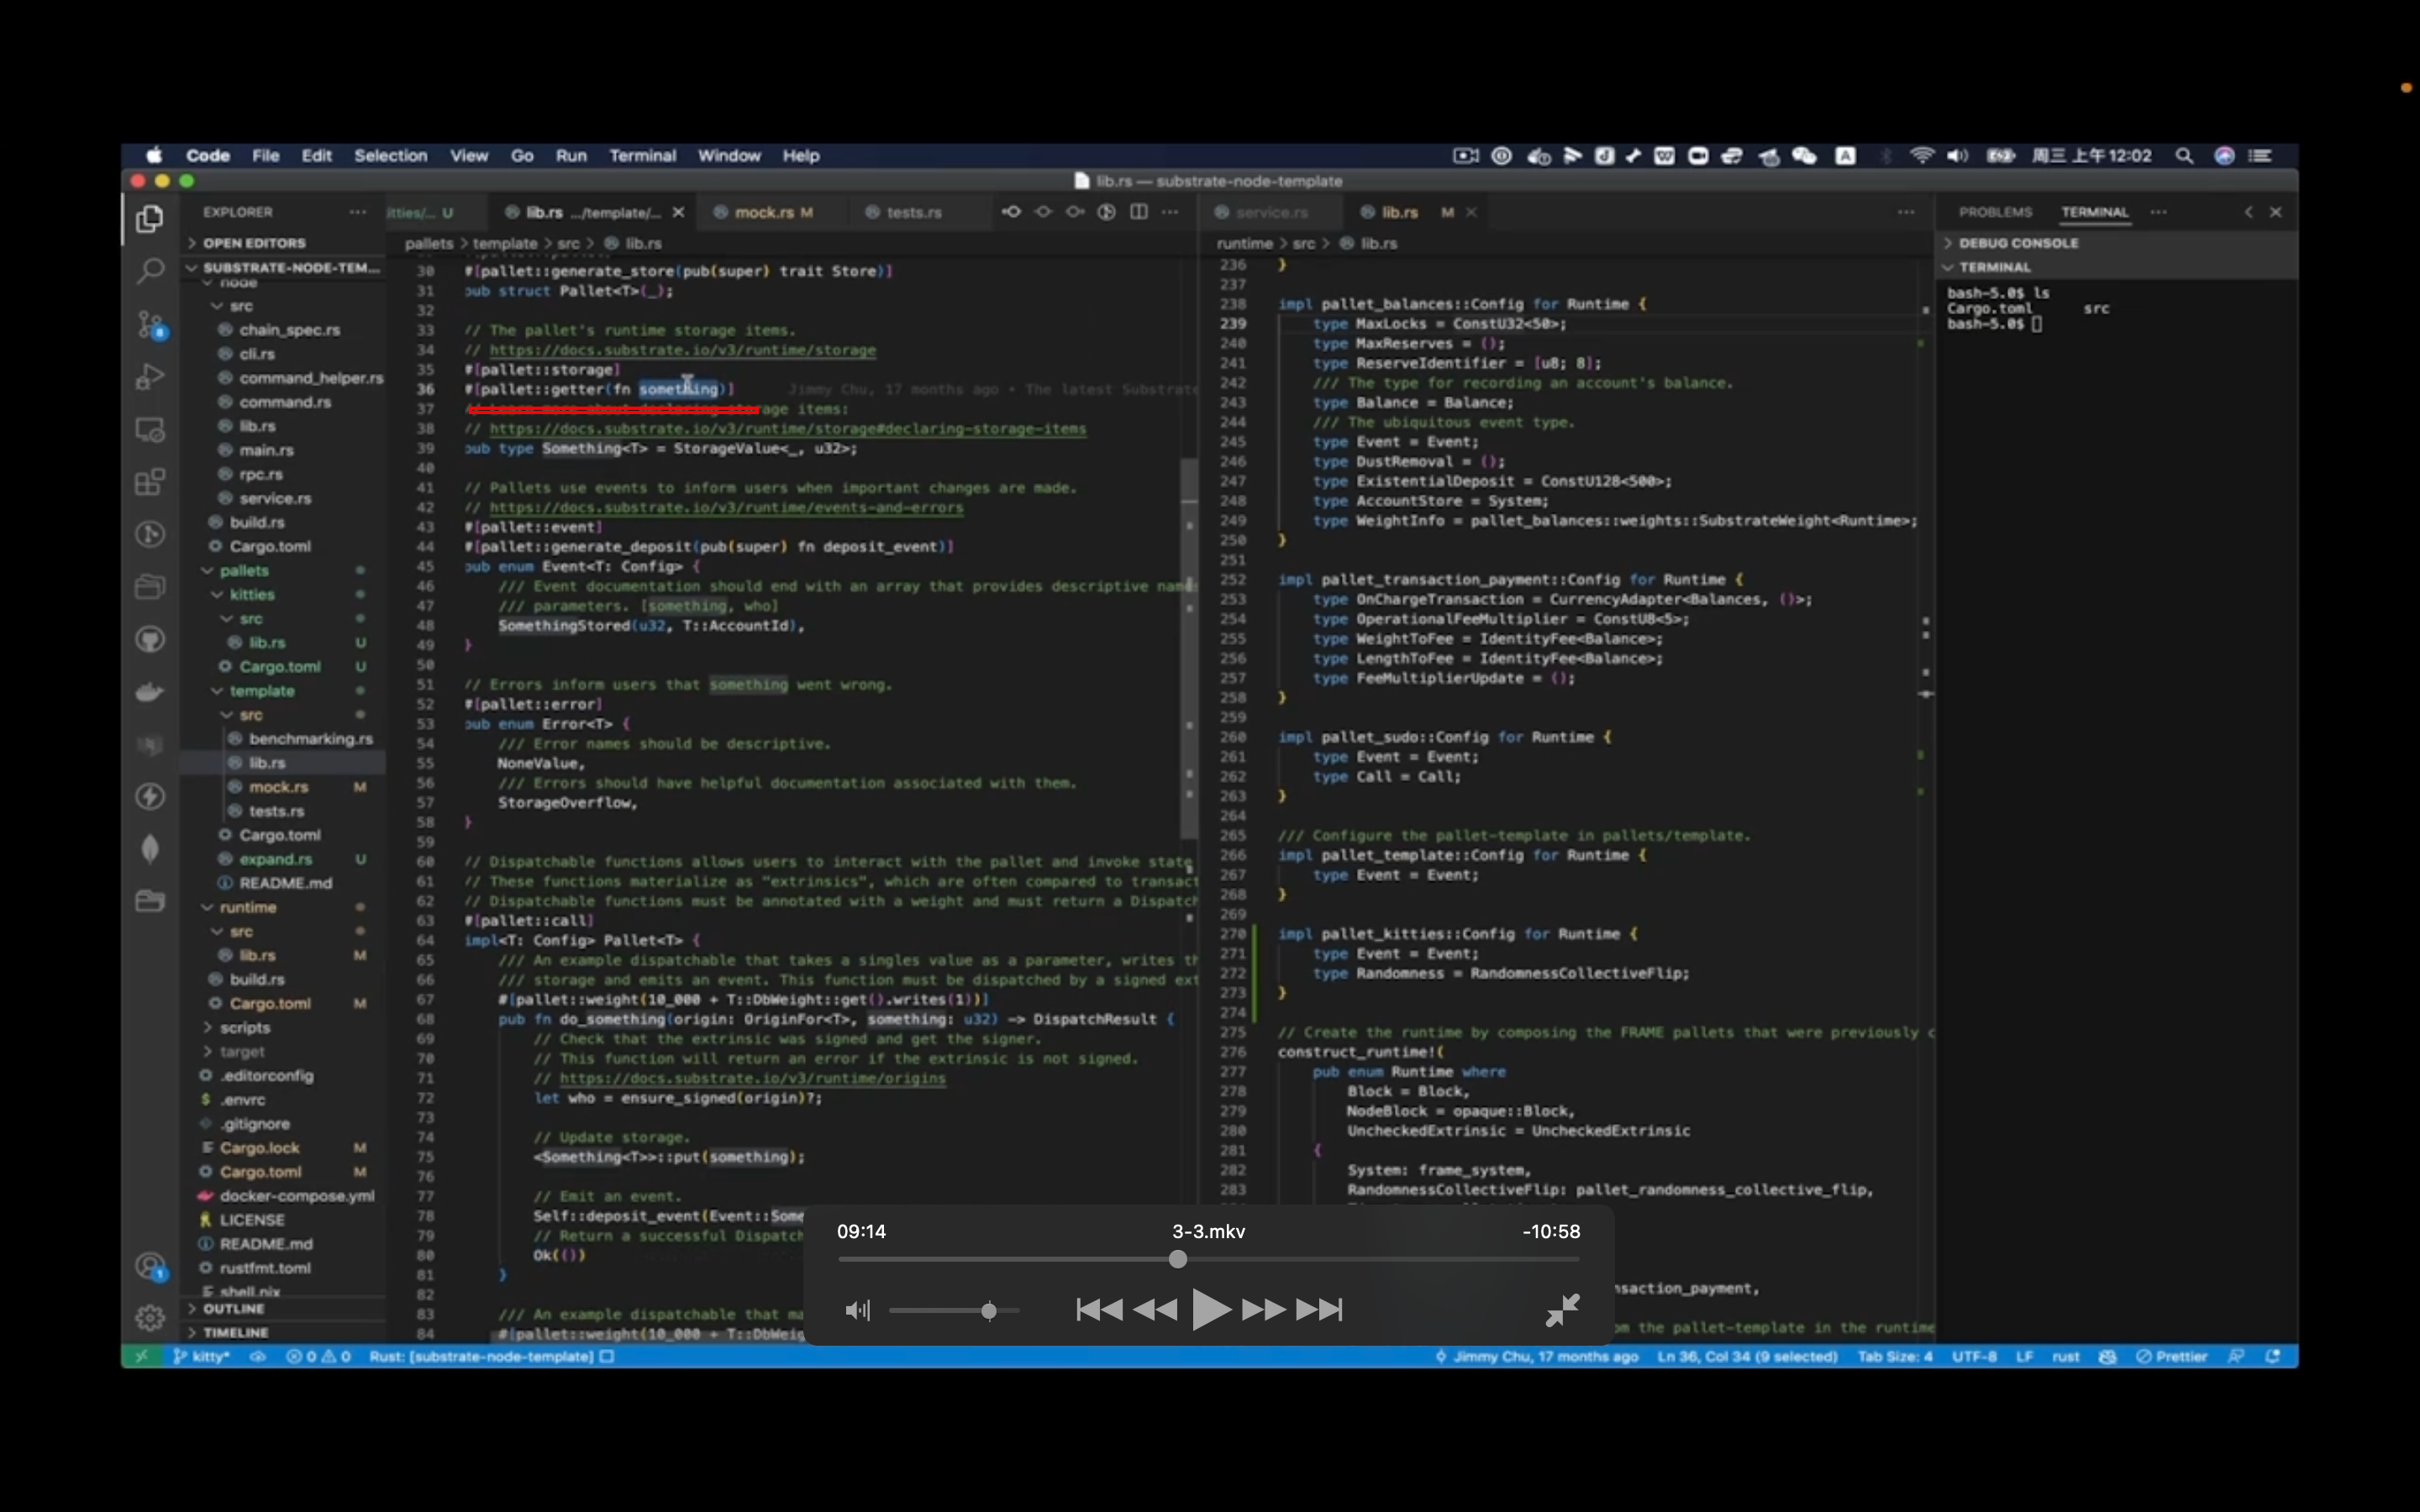 Code File Edit Selection View Go Run Terminal Window Help
周三上午12:02
lib.rs — substrate-node-template
EXPLORER
OPEN EDITORS
SUBSTRATE-NODE-TEM...
node
src
chain_spec.rs
cli.rs
command_helper.rs
command.rs
lib.rs
main.rs
rpc.rs
service.rs
build.rs
Cargo.toml
pallets
kitties
src
lib.rs U
Cargo.toml U
template
src
benchmarking.rs
lib.rs
mock.rs M
tests.rs
Cargo.toml
expand.rs U
README.md
runtime
src
lib.rs M
build.rs
Cargo.toml M
scripts
target
.editorconfig
.envrc
.gitignore
Cargo.lock M
Cargo.toml M
docker-compose.yml
LICENSE
README.md
rustfmt.toml
shell.nix
OUTLINE
TIMELINE
itties/... U lib.rs .../template/... mock.rs M tests.rs
pallets > template > src > lib.rs
30 #[pallet::generate_store(pub(super) trait Store)]
31 pub struct Pallet<T>(_);
32
33 // The pallet's runtime storage items.
34 // https://docs.substrate.io/v3/runtime/storage
35 #[pallet::storage]
36 #[pallet::getter(fn something)] Jimmy Chu, 17 months ago • The latest Substrate
37 // Learn more about declaring storage items:
38 // https://docs.substrate.io/v3/runtime/storage#declaring-storage-items
39 pub type Something<T> = StorageValue<_, u32>;
40
41 // Pallets use events to inform users when important changes are made.
42 // https://docs.substrate.io/v3/runtime/events-and-errors
43 #[pallet::event]
44 #[pallet::generate_deposit(pub(super) fn deposit_event)]
45 pub enum Event<T: Config> {
46 /// Event documentation should end with an array that provides descriptive names
47 /// parameters. [something, who]
48 SomethingStored(u32, T::AccountId),
49 }
50
51 // Errors inform users that something went wrong.
52 #[pallet::error]
53 pub enum Error<T> {
54 /// Error names should be descriptive.
55 NoneValue,
56 /// Errors should have helpful documentation associated with them.
57 StorageOverflow,
58 }
59
60 // Dispatchable functions allows users to interact with the pallet and invoke state
61 // These functions materialize as "extrinsics", which are often compared to transact
62 // Dispatchable functions must be annotated with a weight and must return a Dispatch
63 #[pallet::call]
64 impl<T: Config> Pallet<T> {
65 /// An example dispatchable that takes a singles value as a parameter, writes th
66 /// storage and emits an event. This function must be dispatched by a signed ext
67 #[pallet::weight(10_000 + T::DbWeight::get().writes(1))]
68 pub fn do_something(origin: OriginFor<T>, something: u32) -> DispatchResult {
69 // Check that the extrinsic was signed and get the signer.
70 // This function will return an error if the extrinsic is not signed.
71 // https://docs.substrate.io/v3/runtime/origins
72 let who = ensure_signed(origin)?;
73
74 // Update storage.
75 <Something<T>>::put(something);
76
77 // Emit an event.
78 Self::deposit_event(Event::Some
79 // Return a successful Dispatch
80 Ok(())
81 }
82
83 /// An example dispatchable that ma
84 #[pallet::weight(10_000 + T::DbWeig
service.rs lib.rs M
runtime > src > lib.rs
236 }
237
238 impl pallet_balances::Config for Runtime {
239 type MaxLocks = ConstU32<50>;
240 type MaxReserves = ();
241 type ReserveIdentifier = [u8; 8];
242 /// The type for recording an account's balance.
243 type Balance = Balance;
244 /// The ubiquitous event type.
245 type Event = Event;
246 type DustRemoval = ();
247 type ExistentialDeposit = ConstU128<500>;
248 type AccountStore = System;
249 type WeightInfo = pallet_balances::weights::SubstrateWeight<Runtime>;
250 }
251
252 impl pallet_transaction_payment::Config for Runtime {
253 type OnChargeTransaction = CurrencyAdapter<Balances, ()>;
254 type OperationalFeeMultiplier = ConstU8<5>;
255 type WeightToFee = IdentityFee<Balance>;
256 type LengthToFee = IdentityFee<Balance>;
257 type FeeMultiplierUpdate = ();
258 }
259
260 impl pallet_sudo::Config for Runtime {
261 type Event = Event;
262 type Call = Call;
263 }
264
265 /// Configure the pallet-template in pallets/template.
266 impl pallet_template::Config for Runtime {
267 type Event = Event;
268 }
269
270 impl pallet_kitties::Config for Runtime {
271 type Event = Event;
272 type Randomness = RandomnessCollectiveFlip;
273 }
274
275 // Create the runtime by composing the FRAME pallets that were previously c
276 construct_runtime!(
277 pub enum Runtime where
278 Block = Block,
279 NodeBlock = opaque::Block,
280 UncheckedExtrinsic = UncheckedExtrinsic
281 {
282 System: frame_system,
283 RandomnessCollectiveFlip: pallet_randomness_collective_flip,
nsaction_payment,
om the pallet-template in the runtime
PROBLEMS TERMINAL
DEBUG CONSOLE
TERMINAL
bash-5.0$ ls
Cargo.toml src
bash-5.0$
09:14 3-3.mkv -10:58
kitty* 0 0 Rust: [substrate-node-template] Jimmy Chu, 17 months ago Ln 36, Col 34 (9 selected) Tab Size: 4 UTF-8 LF rust Prettier